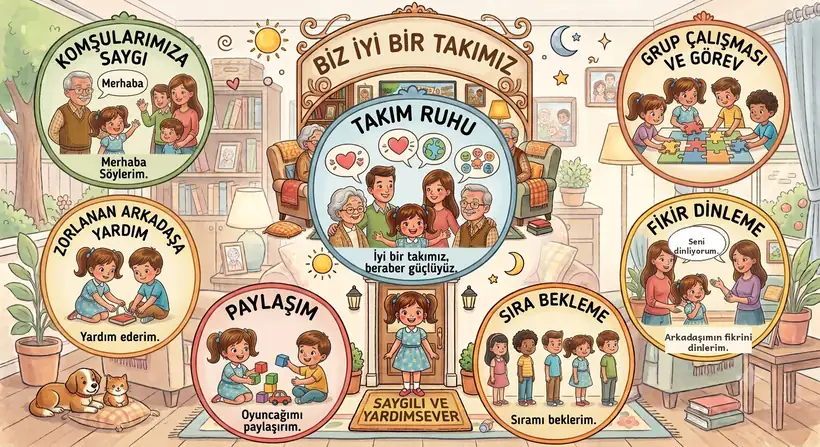 KOMŞULARIMIZA
SAYGI
Merhaba
Merhaba
Söylerim.
BİZ İYİ BİR TAKIMIZ
GRUP ÇALIŞMASI
VE GÖREV
TAKIM RUHU
İyi bir takımız,
beraber güçlüyüz.
ZORLANAN ARKADAŞA
YARDIM
Yardım ederim.
FİKİR DİNLEME
Seni
dinliyorum.
Arkadaşımın fikrini
dinlerim.
PAYLAŞIM
Oyuncağımı
paylaşırım.
SAYGILI VE
YARDIMSEVER
SIRA BEKLEME
Sıramı beklerim.